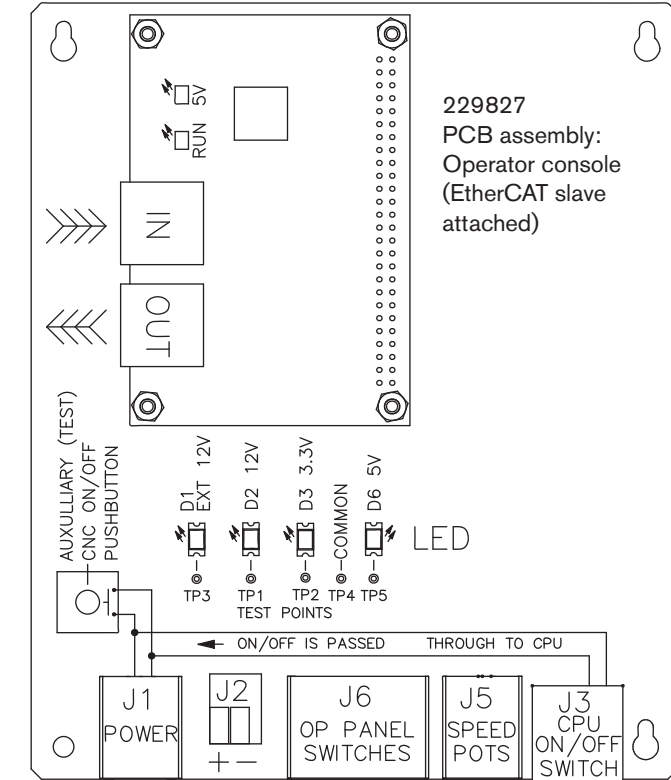 229827
PCB assembly:
Operator console
(EtherCAT slave
attached)
5V
RUN
IN
OUT
AUXULLIARY (TEST)
CNC ON/OFF
PUSHBUTTON
D1
EXT 12V
D2 12V
D3 3.3V
COMMON
D6 5V
LED
TP3 TP1 TP2 TP4 TP5
TEST POINTS
ON/OFF IS PASSED THROUGH TO CPU
J1
POWER
J2
+ −
J6
OP PANEL
SWITCHES
J5
SPEED
POTS
J3
CPU
ON/OFF
SWITCH